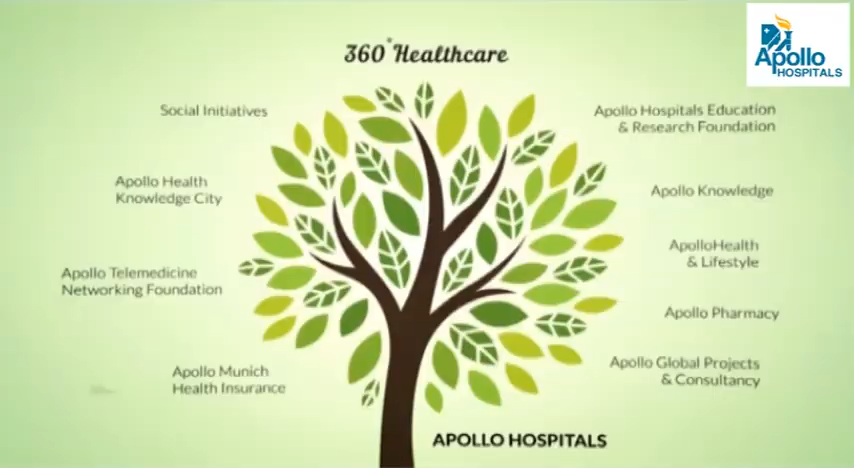 Apollo
HOSPITALS
360° Healthcare
Social Initiatives
Apollo Health
Knowledge City
Apollo Telemedicine
Networking Foundation
Apollo Munich
Health Insurance
Apollo Hospitals Education
& Research Foundation
Apollo Knowledge
ApolloHealth
& Lifestyle
Apollo Pharmacy
Apollo Global Projects
& Consultancy
APOLLO HOSPITALS